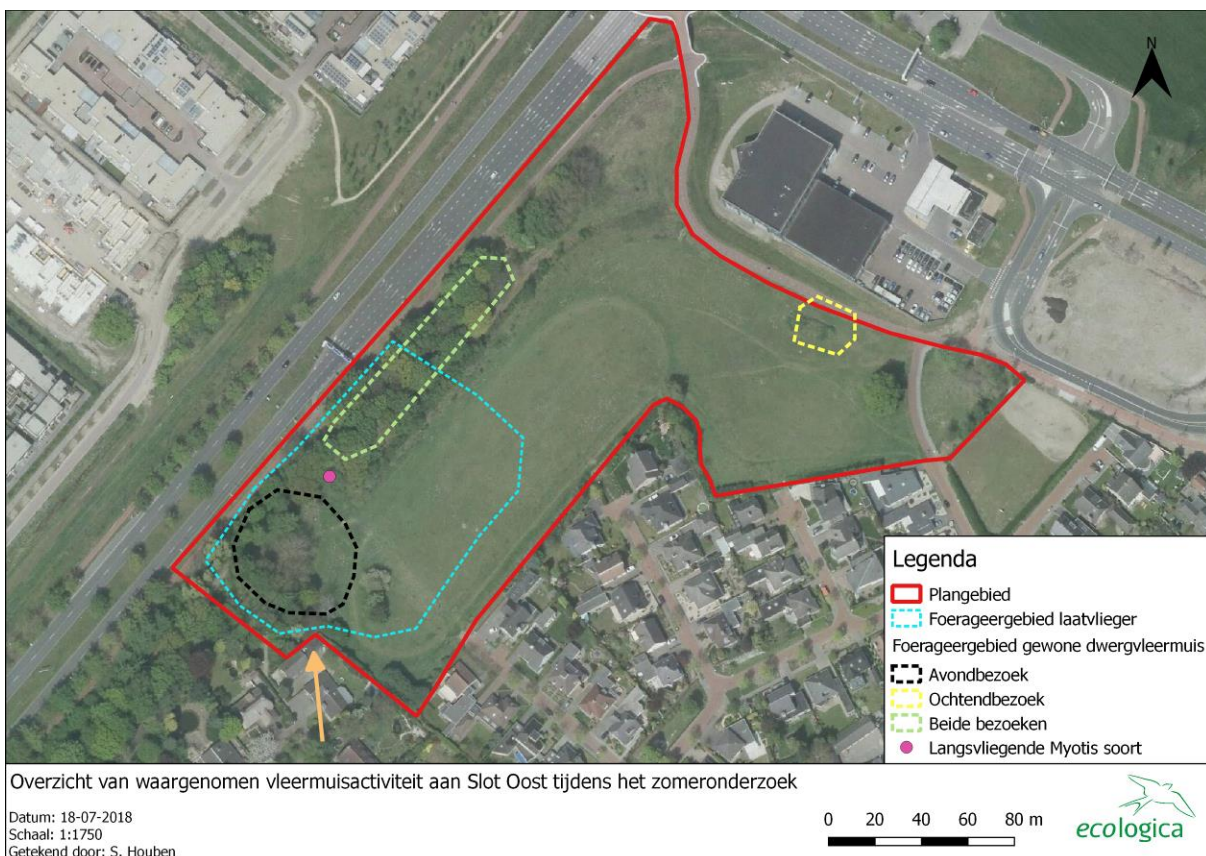 N
Legenda
Plangebied
Foerageergebied laatvlieger
Foerageergebied gewone dwergvleermuis
Avondbezoek
Ochtendbezoek
Beide bezoeken
Langsvliegende Myotis soort
Overzicht van waargenomen vleermuisactiviteit aan Slot Oost tijdens het zomeronderzoek
Datum: 18-07-2018
Schaal: 1:1750
Getekend door: S. Houben
0 20 40 60 80 m
ecologica